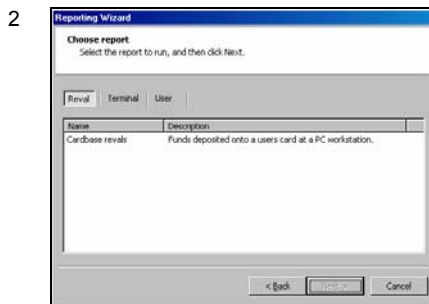 2
Reporting Wizard
Choose report
Select the report to run, and then click Next.
Reval Terminal User
Name Description
Cardbase revals Funds deposited onto a users card at a PC workstation.
< Back Next > Cancel